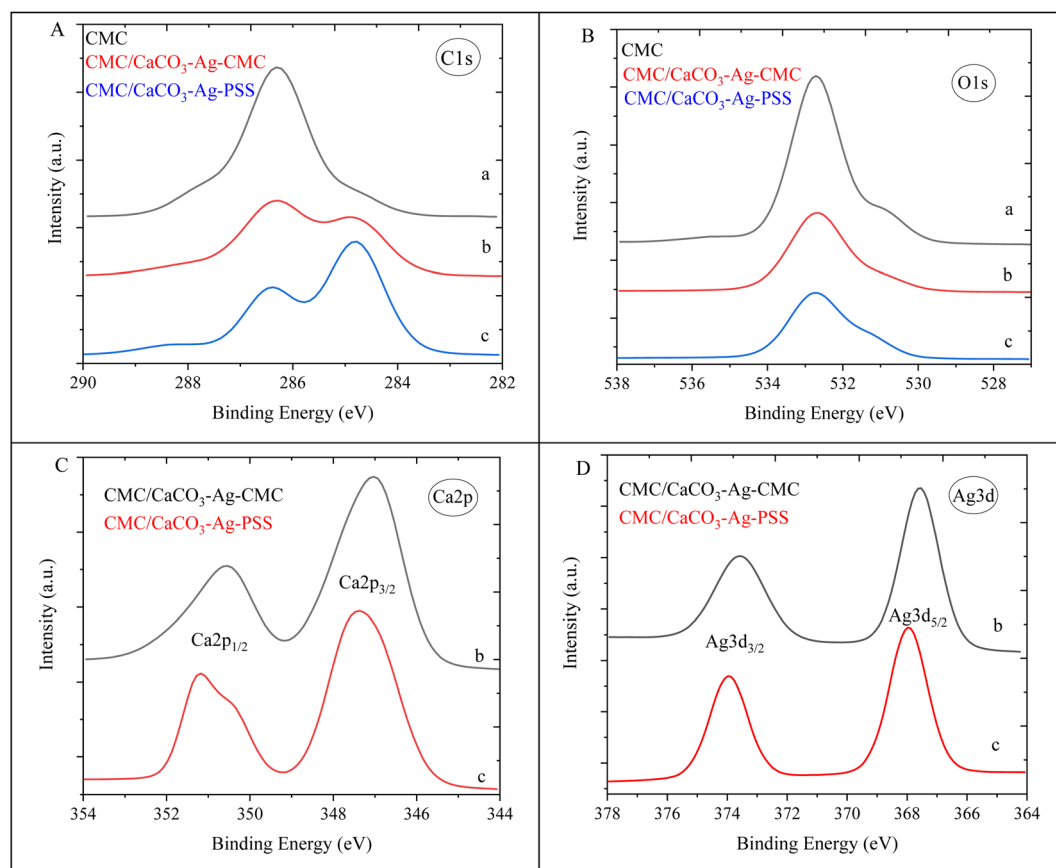 A
C1s
CMC
CMC/CaCO₃-Ag-CMC
CMC/CaCO₃-Ag-PSS
a
b
c
Intensity (a.u.)
290 288 286 284 282
Binding Energy (eV)
B
O1s
CMC
CMC/CaCO₃-Ag-CMC
CMC/CaCO₃-Ag-PSS
a
b
c
Intensity (a.u.)
538 536 534 532 530 528
Binding Energy (eV)
C
Ca2p
CMC/CaCO₃-Ag-CMC
CMC/CaCO₃-Ag-PSS
Ca2p₃/₂
Ca2p₁/₂
b
c
Intensity (a.u.)
354 352 350 348 346 344
Binding Energy (eV)
D
Ag3d
CMC/CaCO₃-Ag-CMC
CMC/CaCO₃-Ag-PSS
Ag3d₅/₂
Ag3d₃/₂
b
c
Intensity (a.u.)
378 376 374 372 370 368 366 364
Binding Energy (eV)